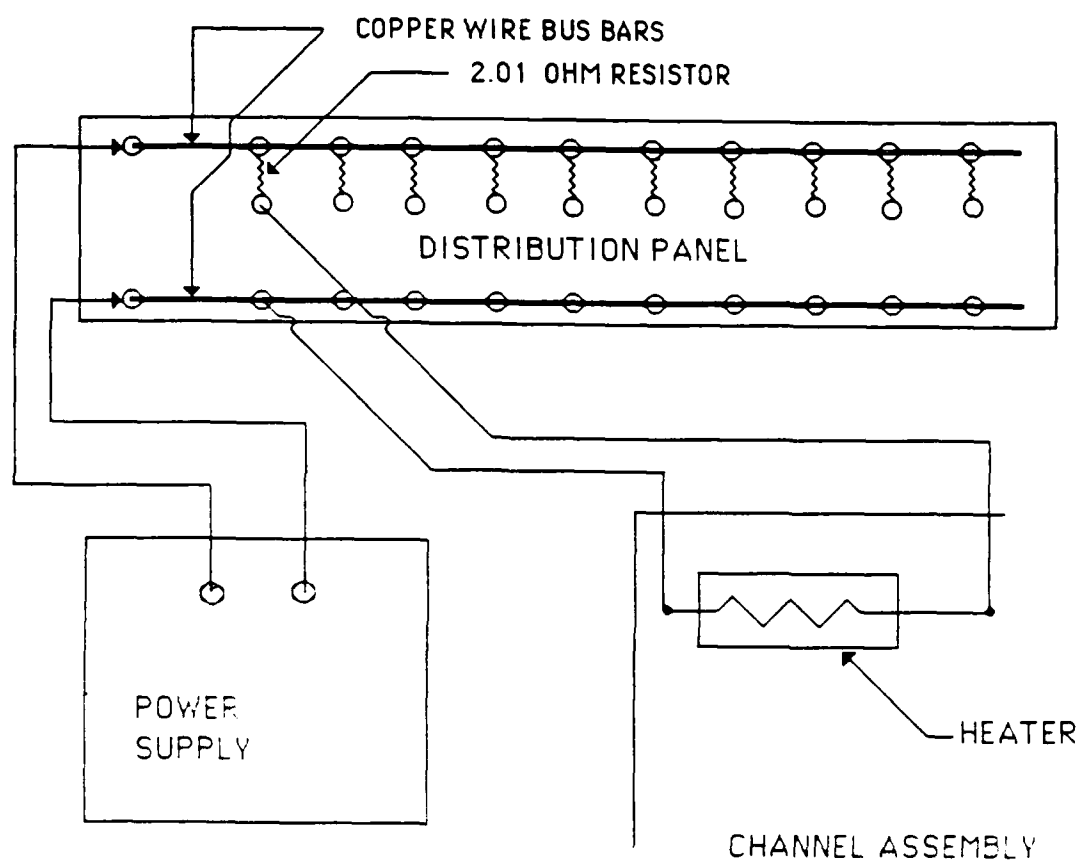 COPPER WIRE BUS BARS
2.01 OHM RESISTOR
DISTRIBUTION PANEL
POWER
SUPPLY
HEATER
CHANNEL ASSEMBLY